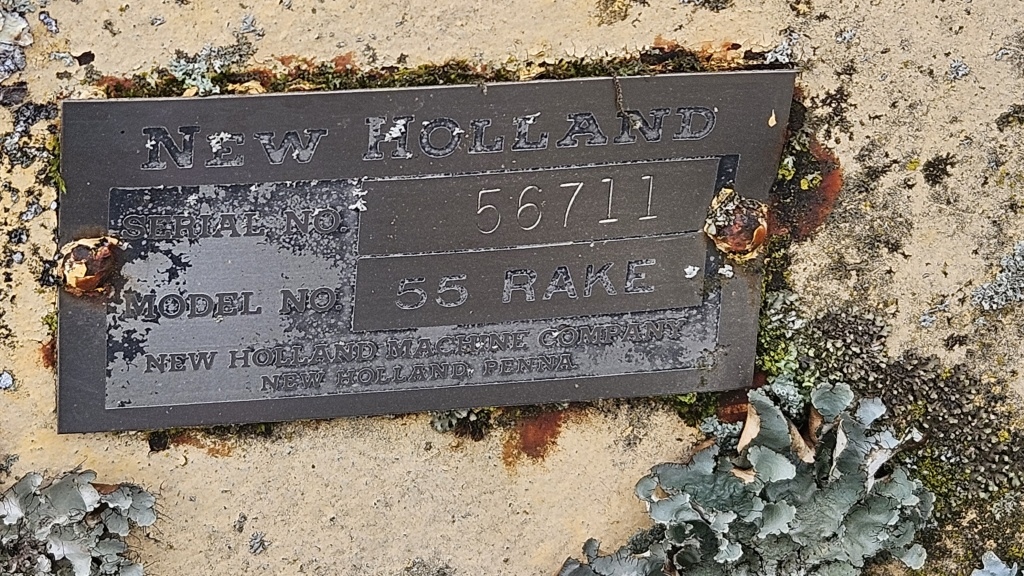 NEW HOLLAND
SERIAL NO. 56711
MODEL NO. 55 RAKE
NEW HOLLAND MACHINE COMPANY
NEW HOLLAND, PENNA.